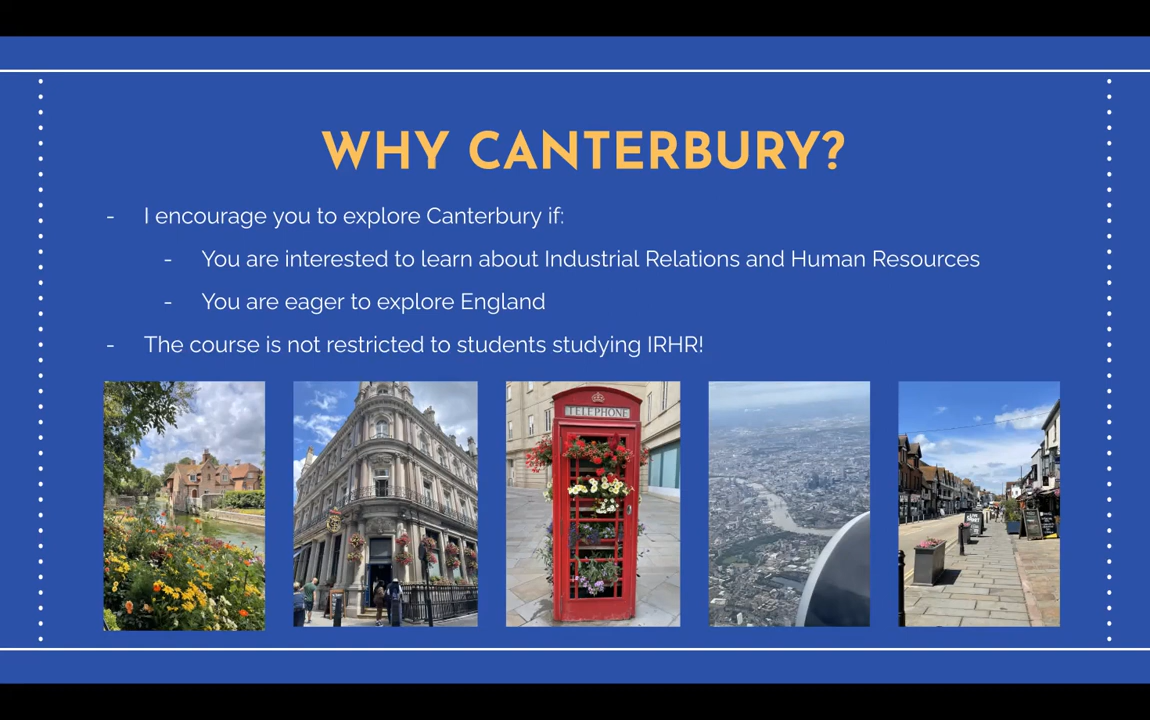 WHY CANTERBURY?
- I encourage you to explore Canterbury if:
- You are interested to learn about Industrial Relations and Human Resources
- You are eager to explore England
- The course is not restricted to students studying IRHR!
TELEPHONE